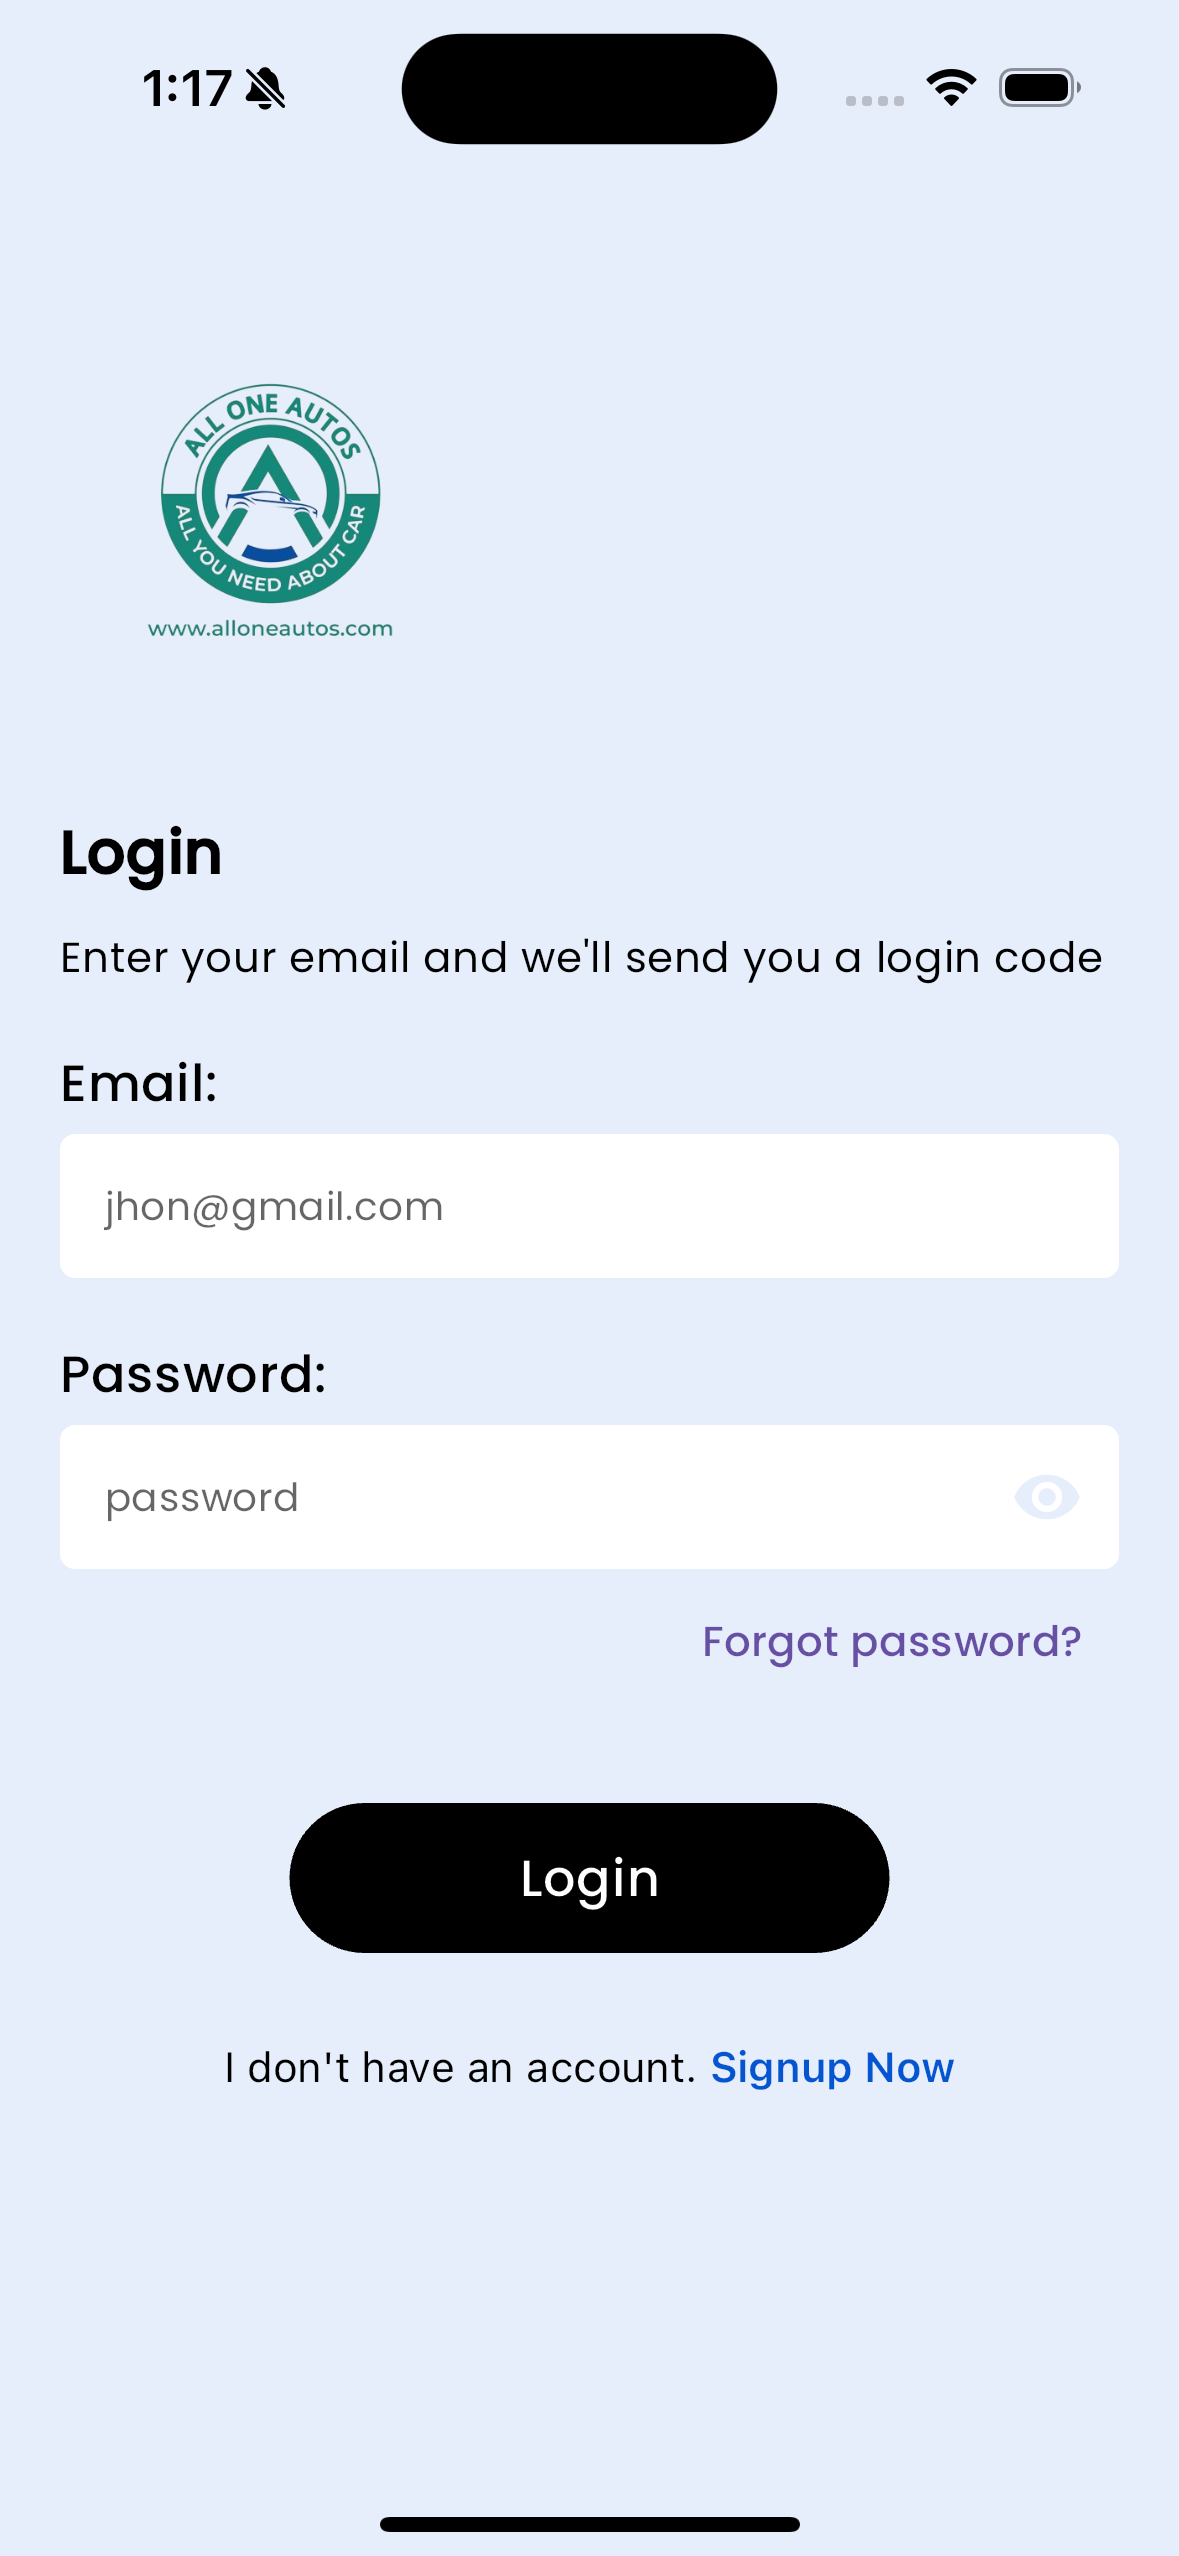 1:17
ALL ONE AUTOS
ALL YOU NEED ABOUT CAR
www.alloneautos.com
Login
Enter your email and we'll send you a login code
Email:
jhon@gmail.com
Password:
password
Forgot password?
Login
I don't have an account. Signup Now